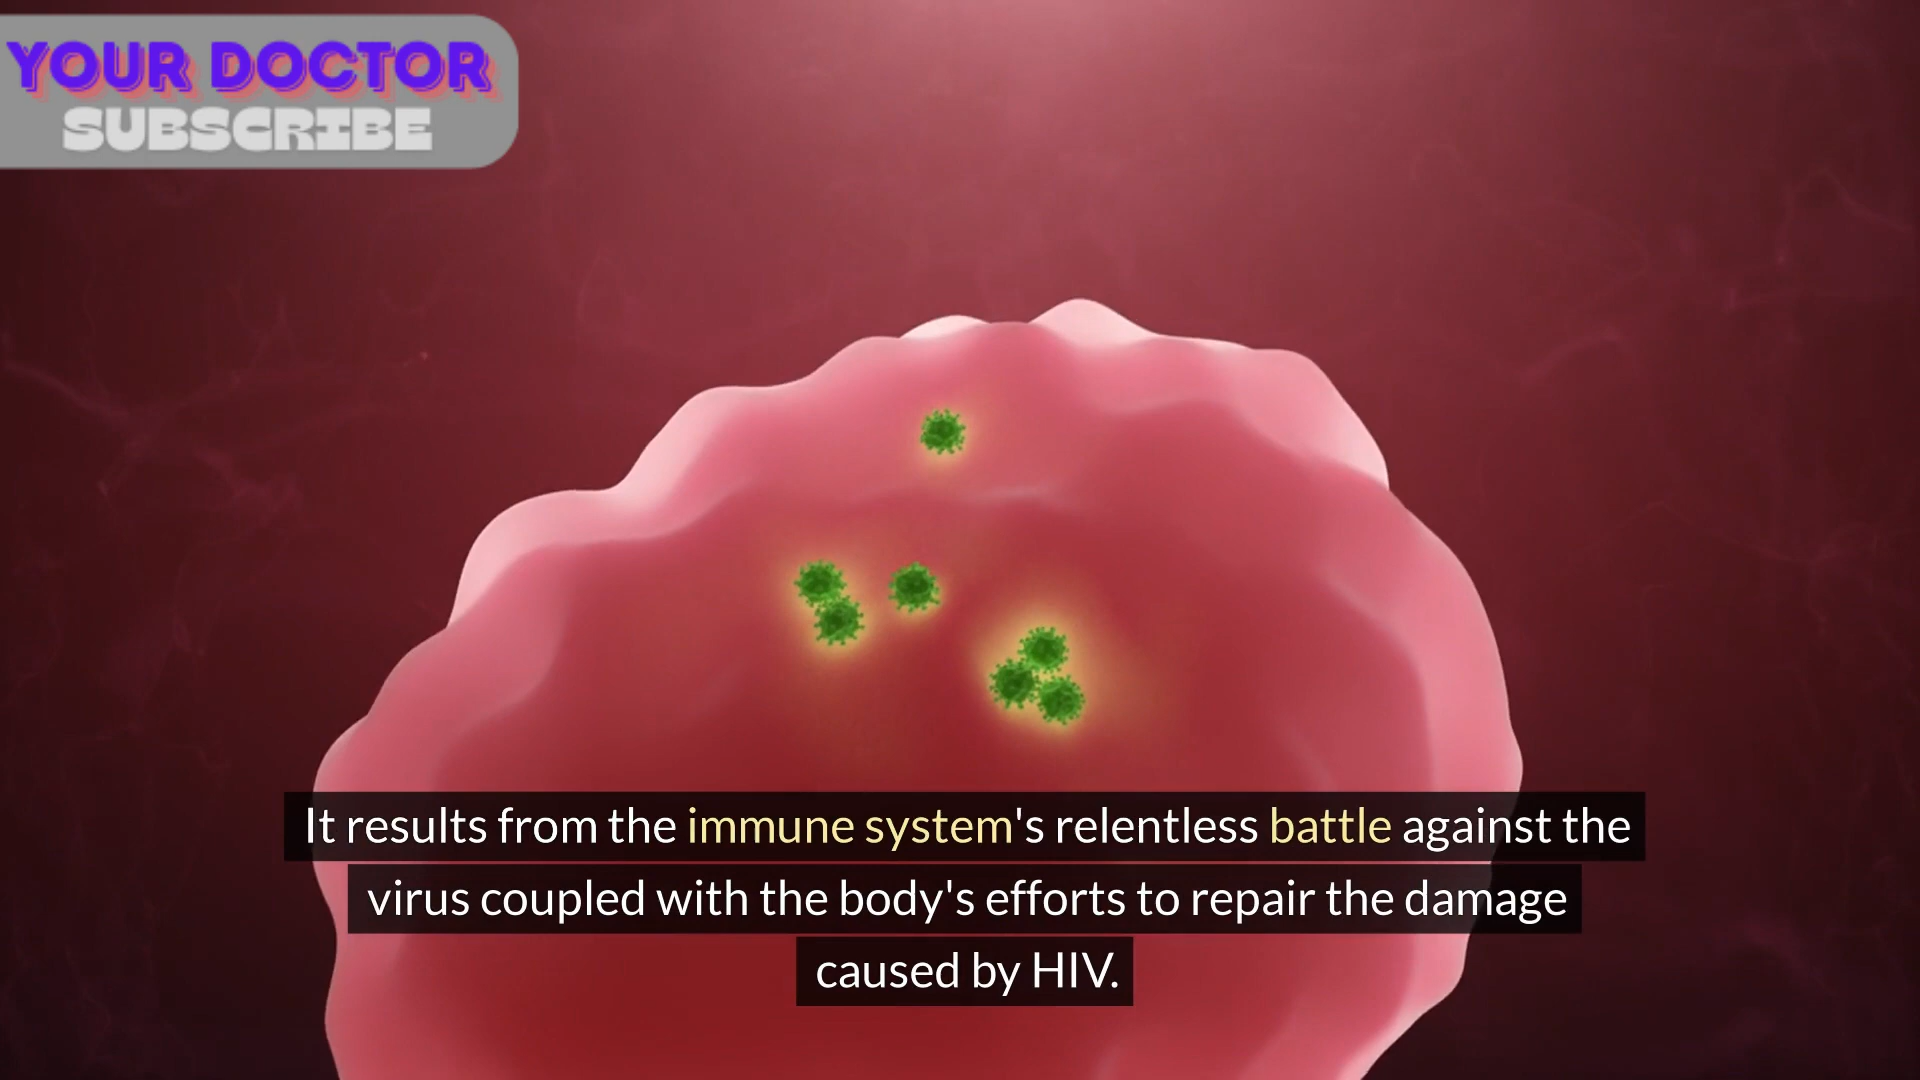 YOUR DOCTOR
SUBSCRIBE
It results from the immune system's relentless battle against the
virus coupled with the body's efforts to repair the damage
caused by HIV.